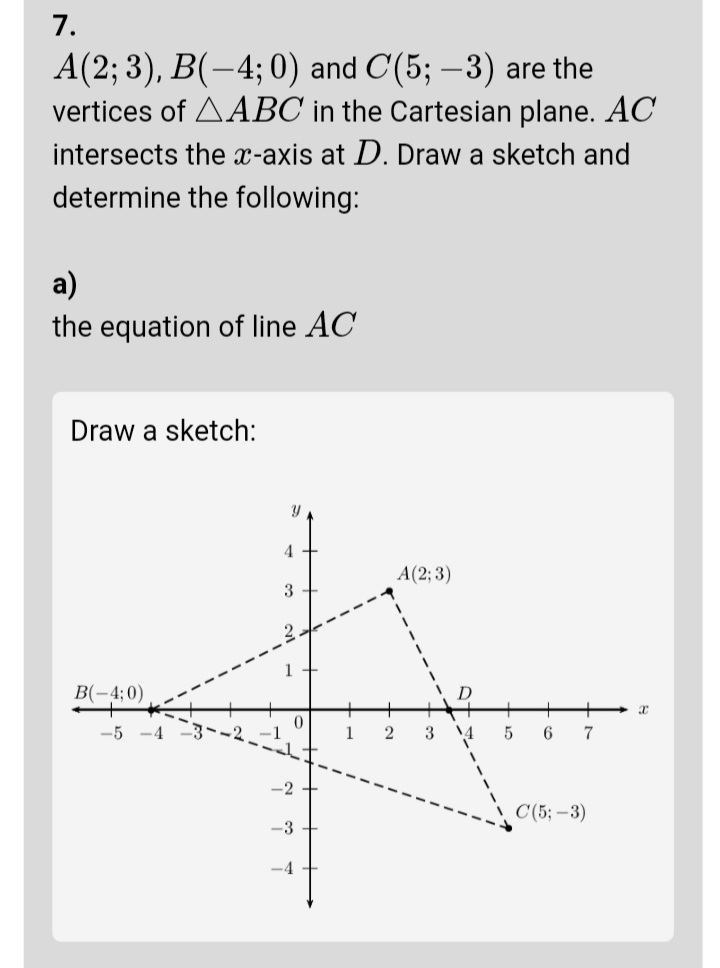 7.
A(2; 3), B(−4; 0) and C(5; −3) are the
vertices of △ABC in the Cartesian plane. AC
intersects the x-axis at D. Draw a sketch and
determine the following:
a)
the equation of line AC
Draw a sketch:
y
4
A(2; 3)
3
2
1
B(−4; 0)
D
x
0
−5 −4 −3 −2 −1 1 2 3 4 5 6 7
−1
−2
C(5; −3)
−3
−4